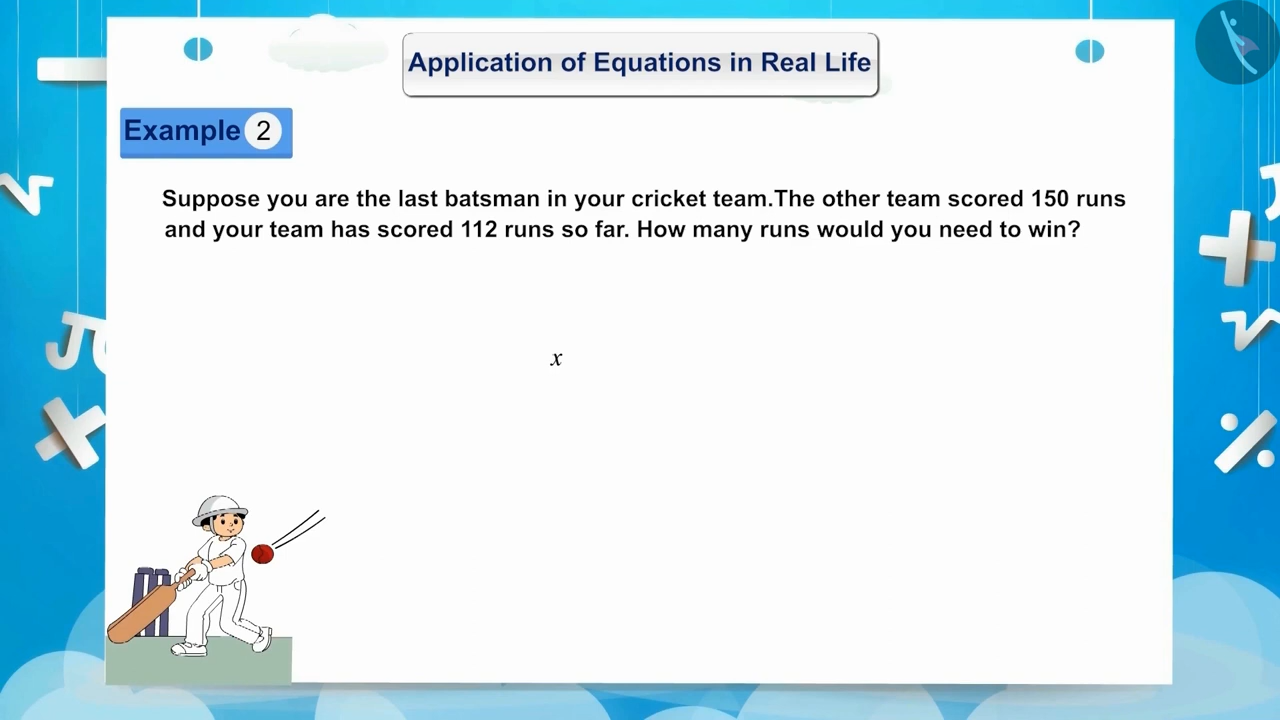 Application of Equations in Real Life
Example 2
Suppose you are the last batsman in your cricket team.The other team scored 150 runs
and your team has scored 112 runs so far. How many runs would you need to win?
x